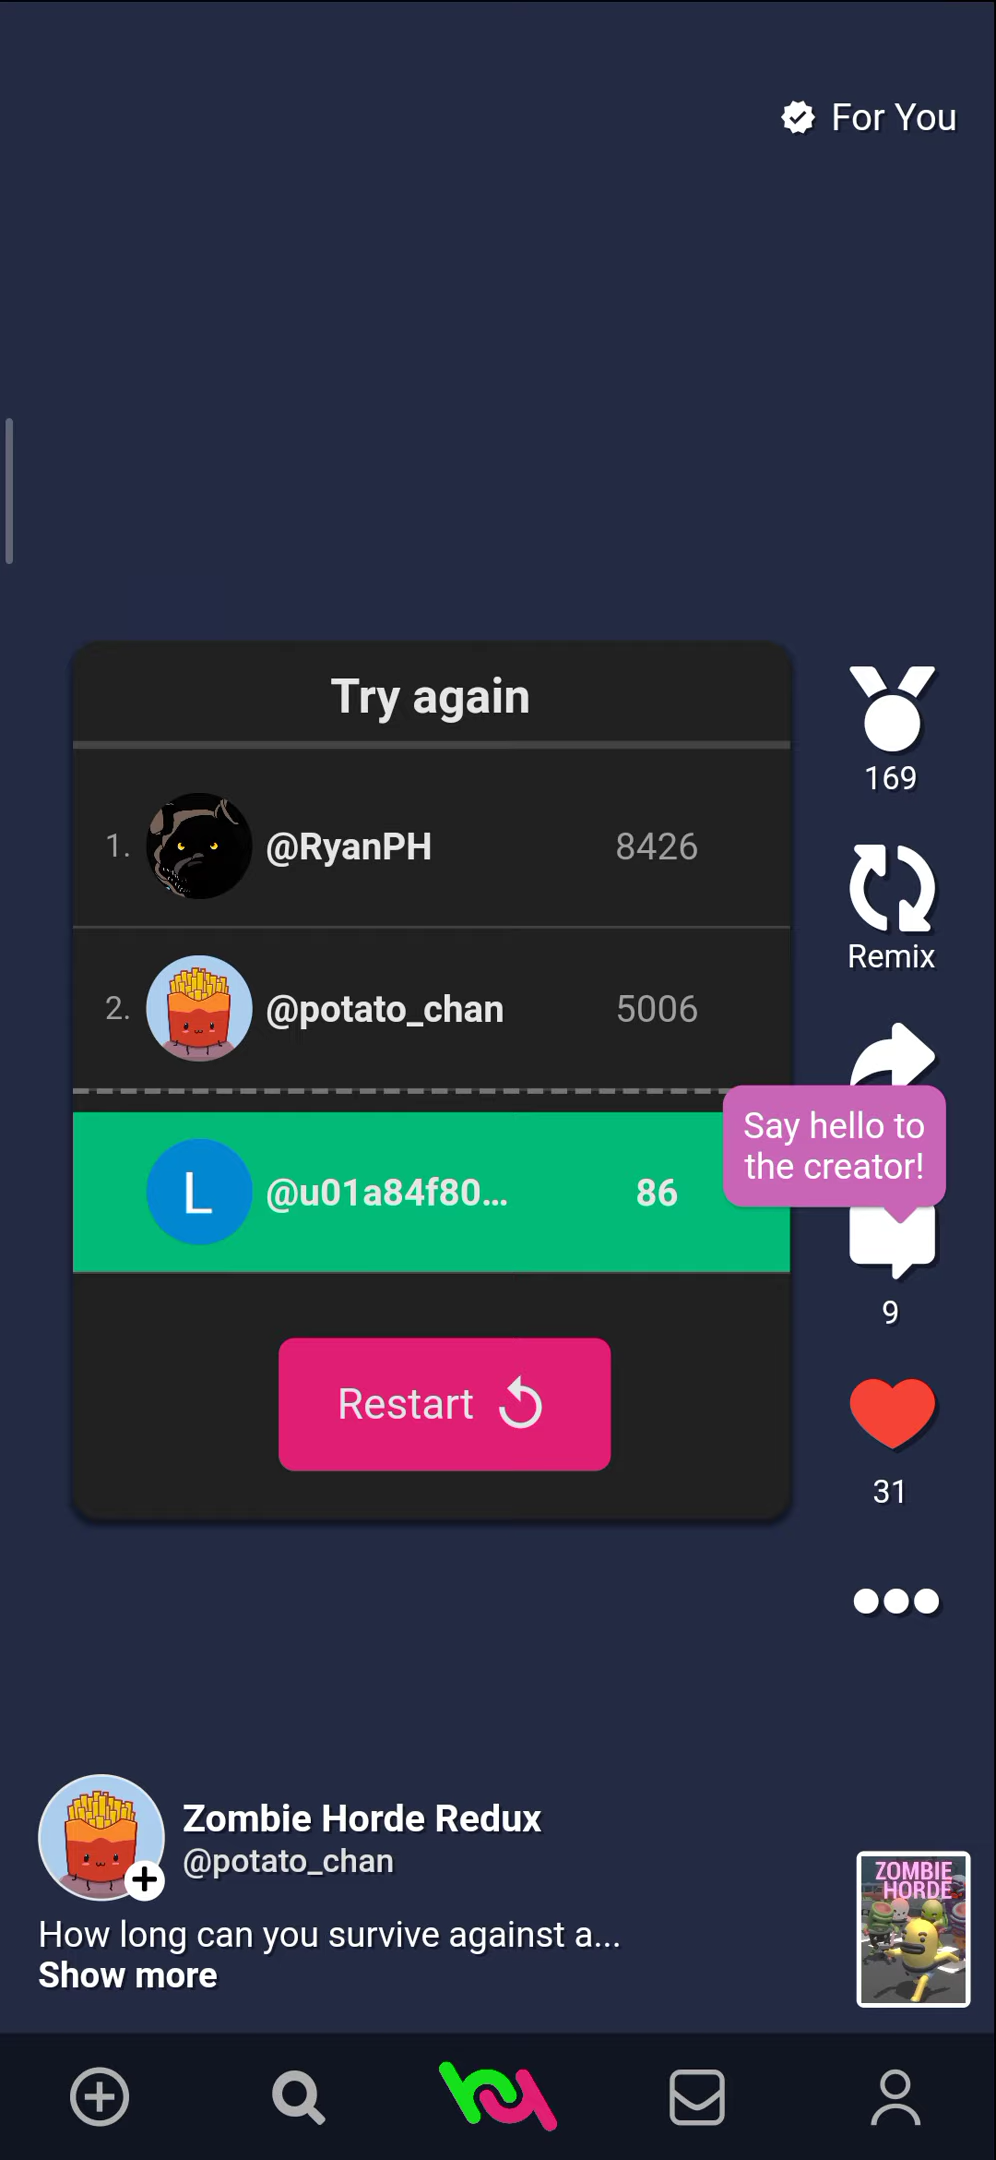 For You
Try again
1. @RyanPH 8426
2. @potato_chan 5006
L @u01a84f80... 86
Restart
169
Remix
Say hello to
the creator!
9
31
Zombie Horde Redux
@potato_chan
How long can you survive against a...
Show more
ZOMBIE
HORDE